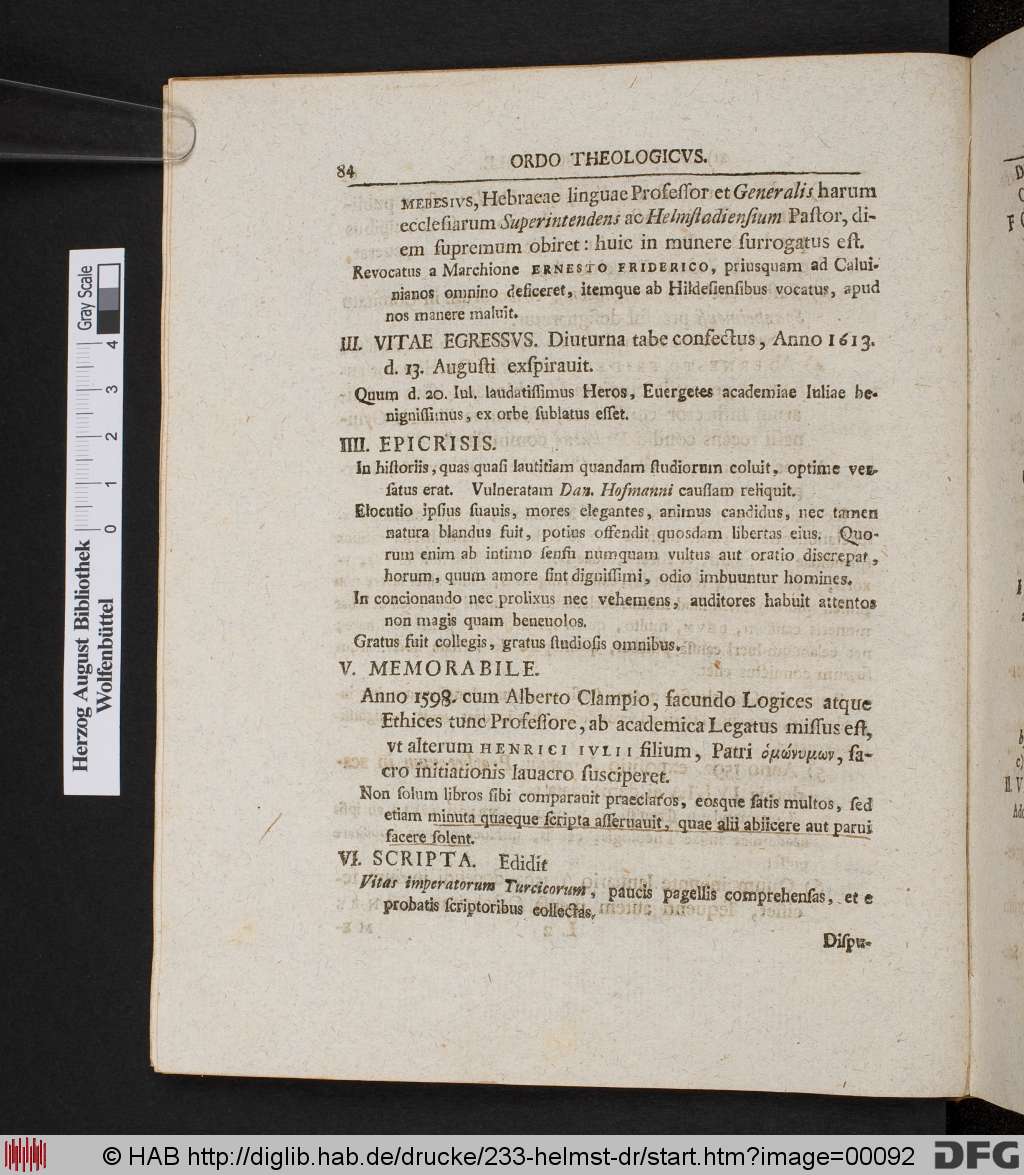 84
ORDO THEOLOGICVS.
MEBESIVS, Hebraeae linguae Profeſſor et Generalis harum
eccleſiarum Superintendens ac Helmſtadienſium Paſtor, di-
em ſupremum obiret: huic in munere ſurrogatus eſt.
Revocatus a Marchione ERNESTO FRIDERICO, priusquam ad Calui-
nianos omnino deficeret, itemque ab Hildeſienſibus vocatus, apud
nos manere maluit.
III. VITAE EGRESSVS. Diuturna tabe confectus, Anno 1613.
d. 13. Auguſti exſpirauit.
Quum d. 20. Iul. laudatiſſimus Heros, Euergetes academiae Iuliae be-
nigniſſimus, ex orbe ſublatus eſſet.
IIII. EPICRISIS.
In hiſtoriis, quas quaſi lautitiam quandam ſtudiorum coluit, optime ver-
ſatus erat. Vulneratam Dan. Hofmanni cauſſam reliquit.
Elocutio ipſius ſuauis, mores elegantes, animus candidus, nec tamen
natura blandus fuit, potius offendit quosdam libertas eius. Quo-
rum enim ab intimo ſenſu numquam vultus aut oratio discrepat,
horum, quum amore ſint digniſſimi, odio imbuuntur homines.
In concionando nec prolixus nec vehemens, auditores habuit attentos
non magis quam beneuolos.
Gratus fuit collegis, gratus ſtudioſis omnibus.
V. MEMORABILE.
Anno 1598. cum Alberto Clampio, facundo Logices atque
Ethices tunc Profeſſore, ab academica Legatus miſſus eſt,
vt alterum HENRICI IVLII filium, Patri ὁμώνυμων, ſa-
cro initiationis lauacro ſusciperet.
Non ſolum libros ſibi comparauit praeclaros, eosque ſatis multos, ſed
etiam minuta quaeque ſcripta aſſeruauit, quae alii abiicere aut parui
facere ſolent.
VI. SCRIPTA. Edidit
Vitas imperatorum Turcicorum, paucis pagellis comprehenſas, et e
probatis ſcriptoribus collectas.
Diſpu-
Gray Scale
4
3
2
1
0
Herzog August Bibliothek
Wolfenbüttel
© HAB http://diglib.hab.de/drucke/233-helmst-dr/start.htm?image=00092
DFG